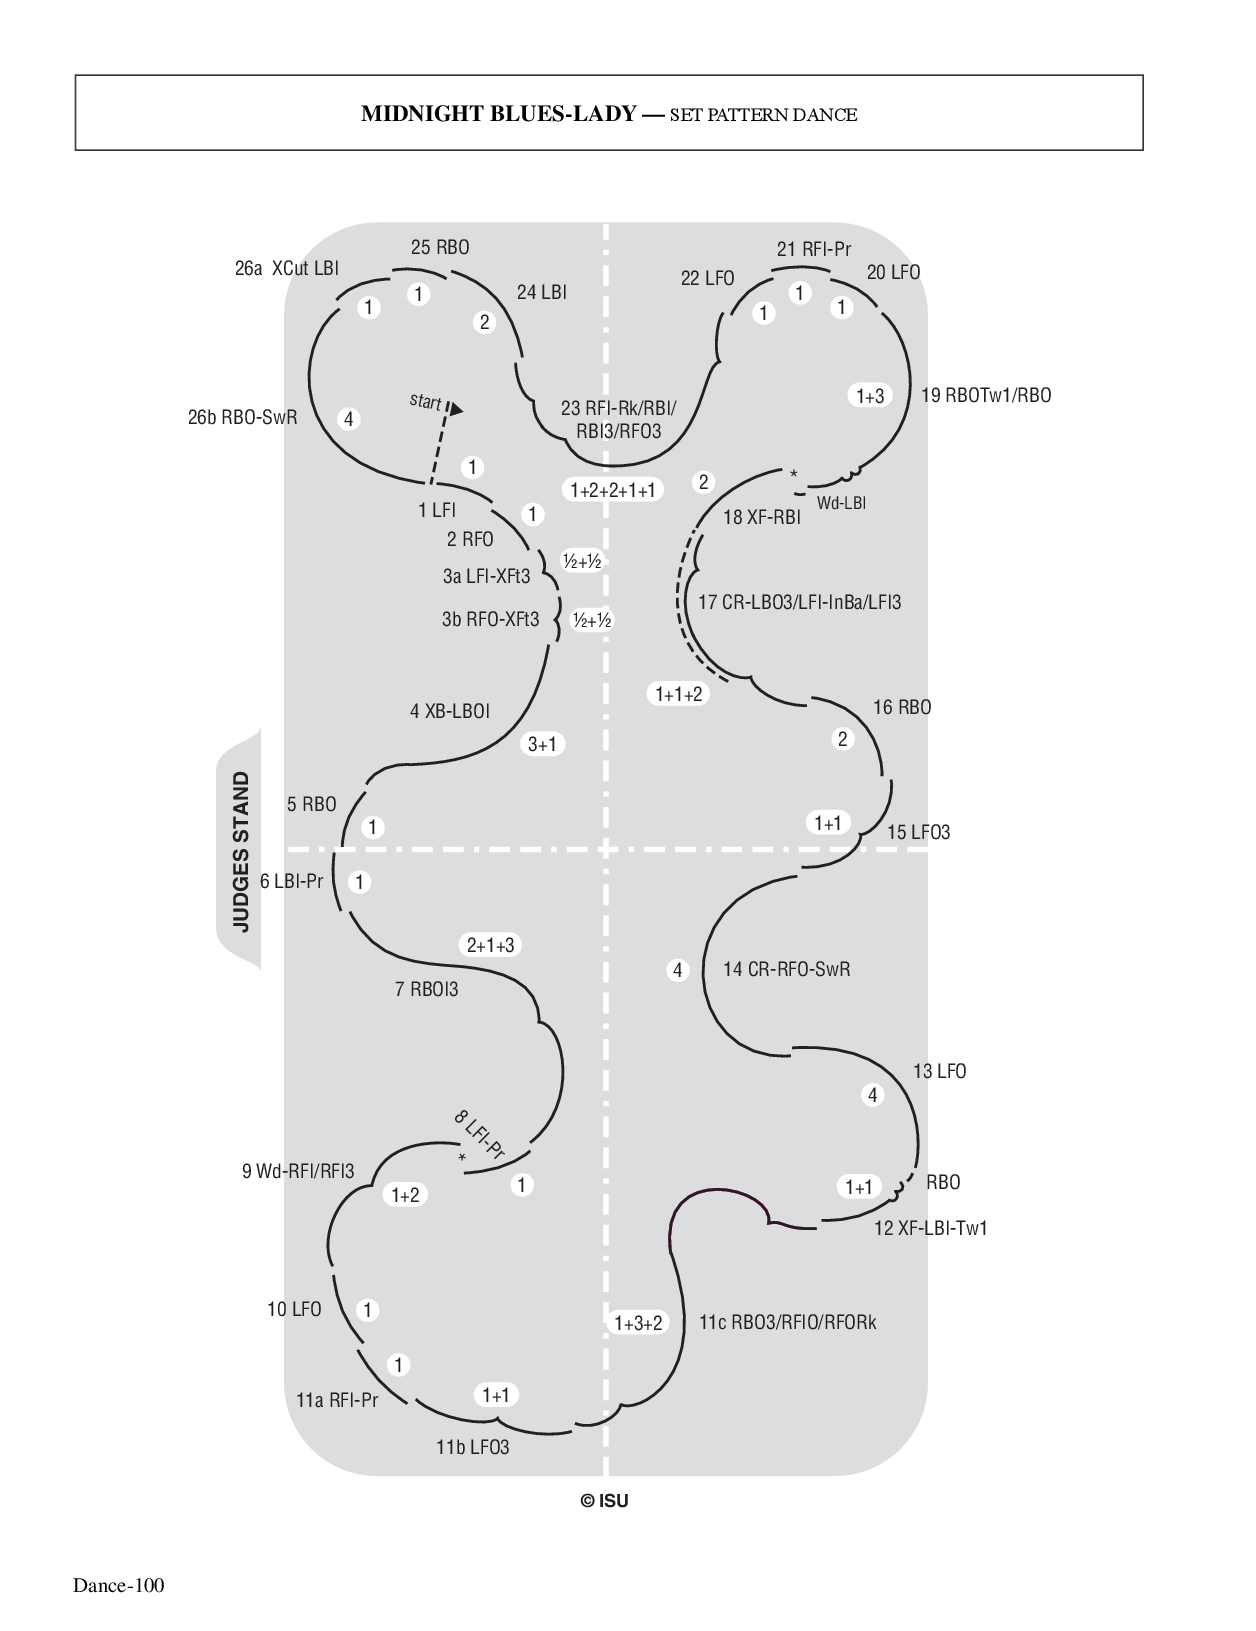 MIDNIGHT BLUES-LADY — SET PATTERN DANCE
25 RBO
21 RFI-Pr
26a XCut LBI
22 LFO
20 LFO
24 LBI
1
1
2
1
1
1
start
26b RBO-SwR
4
23 RFI-Rk/RBI/
RBI3/RFO3
1+3
19 RBOTw1/RBO
1
1+2+2+1+1
2
*
Wd-LBI
1 LFI
1
18 XF-RBI
2 RFO
½+½
3a LFI-XFt3
17 CR-LBO3/LFI-InBa/LFI3
3b RFO-XFt3
½+½
1+1+2
4 XB-LBOI
3+1
16 RBO
2
5 RBO
1
1+1
15 LFO3
JUDGES STAND
6 LBI-Pr
1
2+1+3
7 RBOI3
4
14 CR-RFO-SwR
13 LFO
4
8 LFI-Pr
*
9 Wd-RFI/RFI3
1+2
1
1+1
RBO
12 XF-LBI-Tw1
10 LFO
1
1+3+2
11c RBO3/RFIO/RFORk
1
11a RFI-Pr
1+1
11b LFO3
© ISU
Dance-100